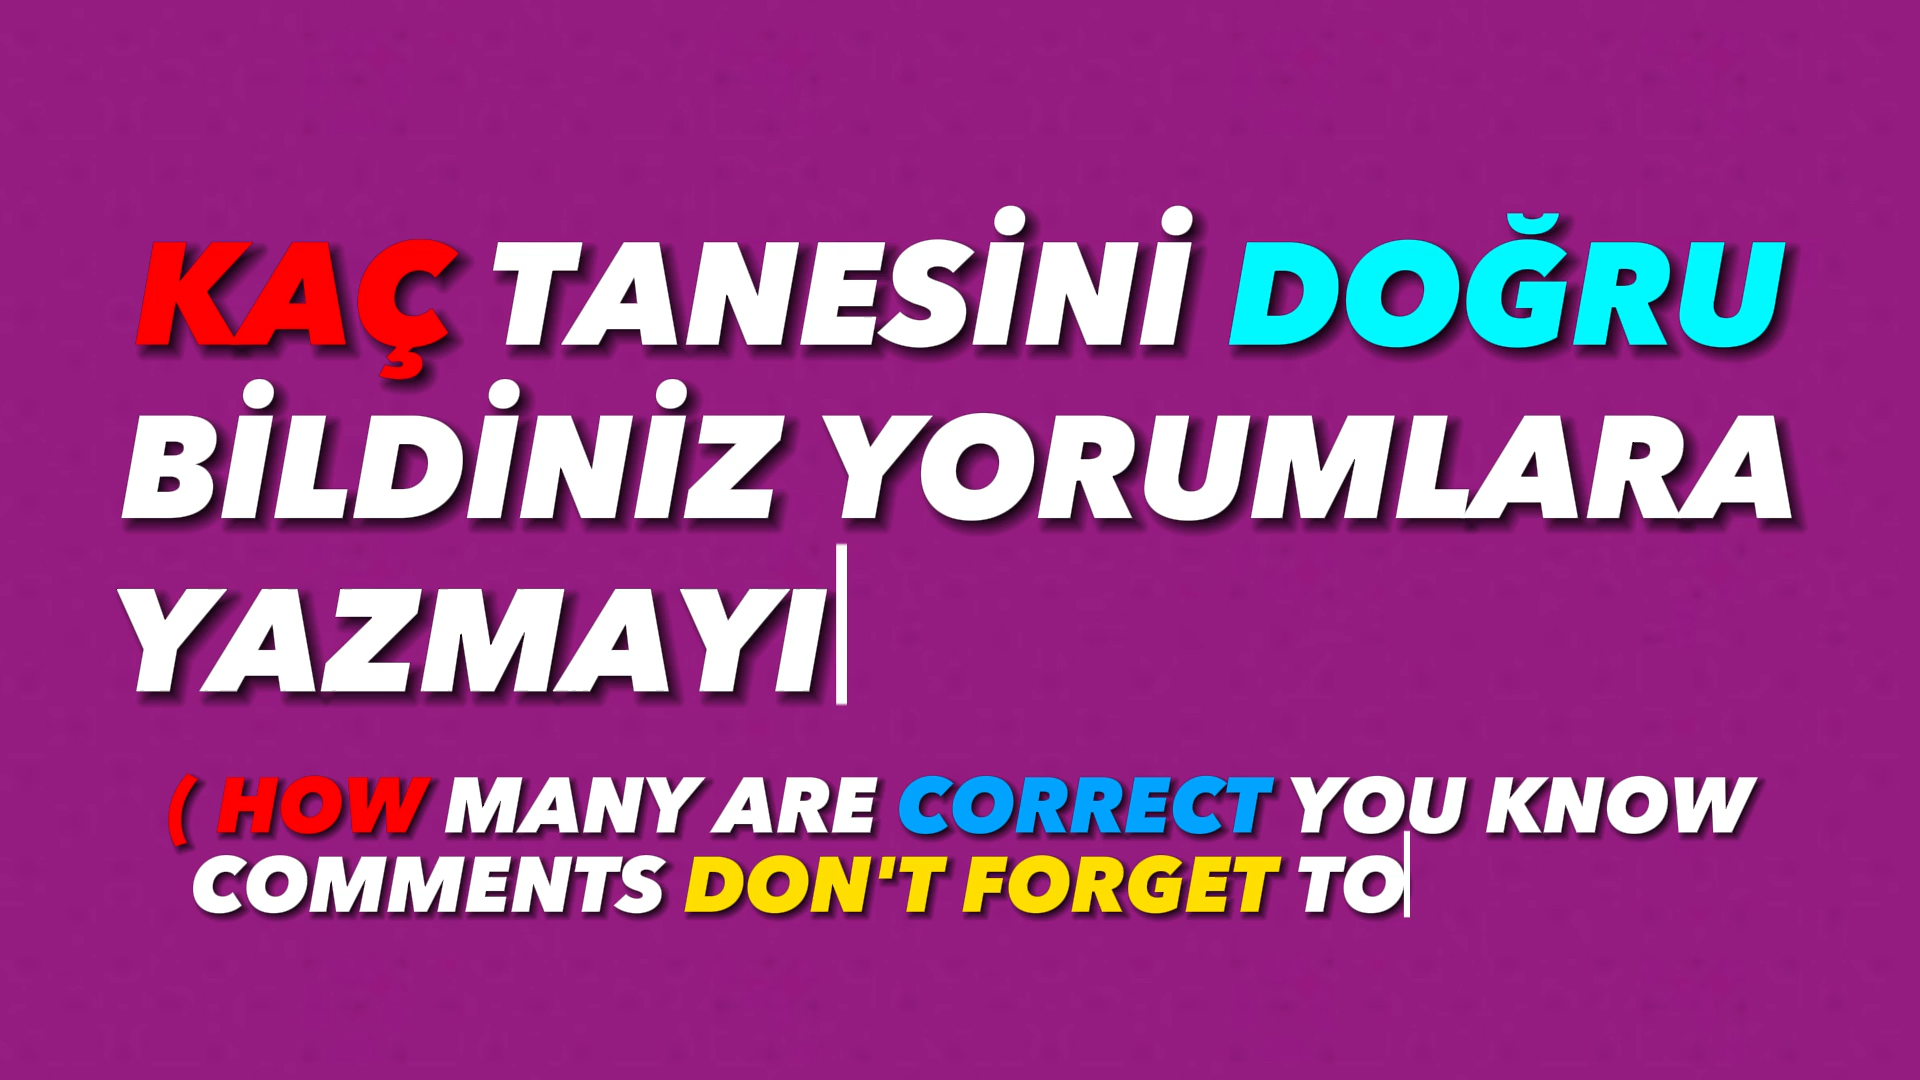 KAÇ TANESİNİ DOĞRU
BİLDİNİZ YORUMLARA
YAZMAYI
( HOW MANY ARE CORRECT YOU KNOW
COMMENTS DON'T FORGET TO